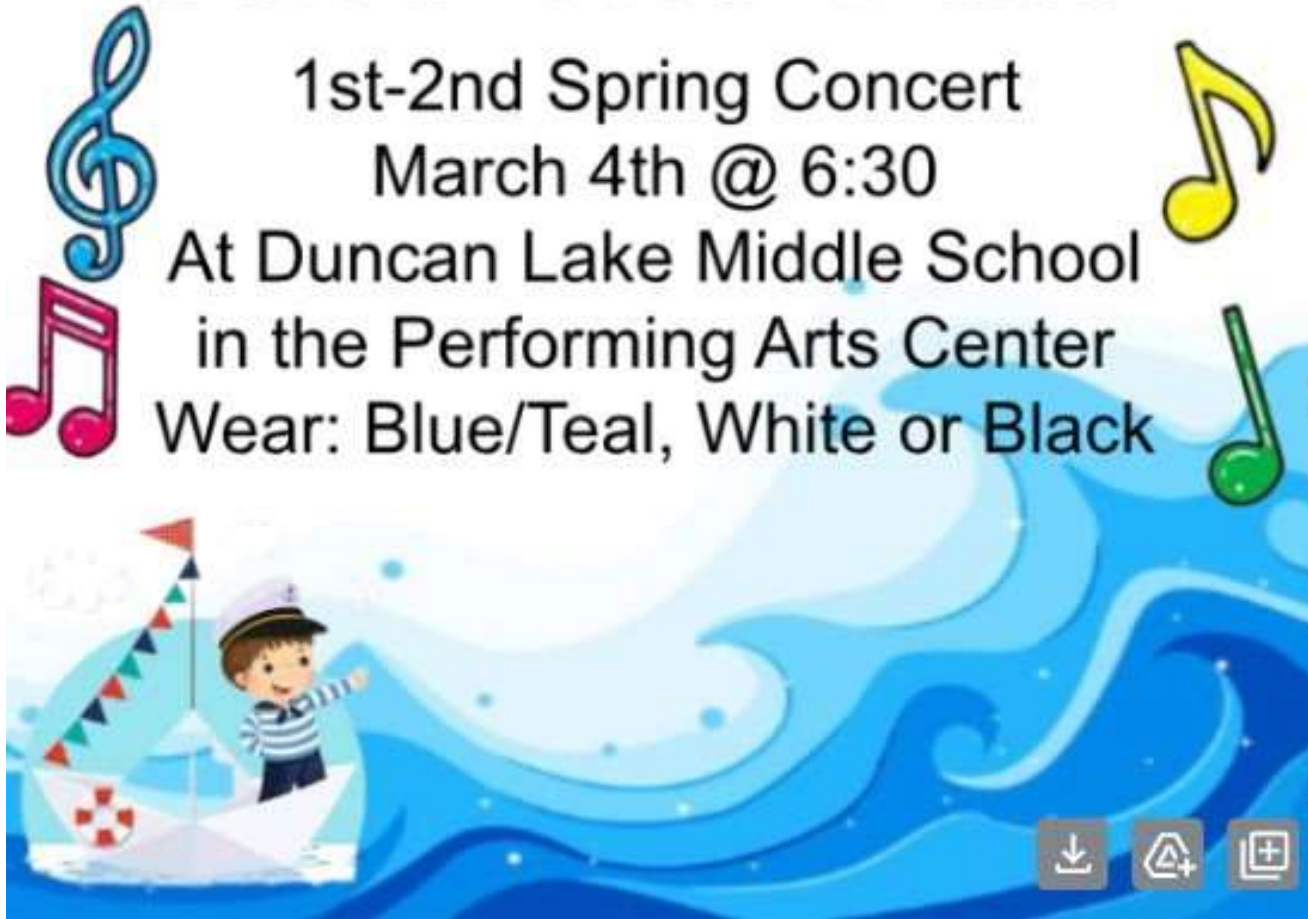 1st-2nd Spring Concert
March 4th @ 6:30
At Duncan Lake Middle School
in the Performing Arts Center
Wear: Blue/Teal, White or Black